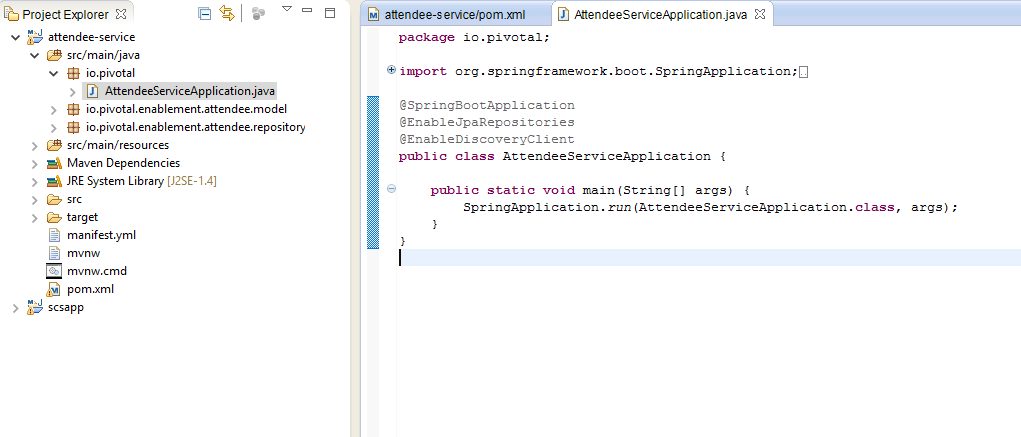 Project Explorer
attendee-service
src/main/java
io.pivotal
AttendeeServiceApplication.java
io.pivotal.enablement.attendee.model
io.pivotal.enablement.attendee.repository
src/main/resources
Maven Dependencies
JRE System Library [J2SE-1.4]
src
target
manifest.yml
mvnw
mvnw.cmd
pom.xml
scsapp
attendee-service/pom.xml
AttendeeServiceApplication.java
package io.pivotal;
import org.springframework.boot.SpringApplication;
@SpringBootApplication
@EnableJpaRepositories
@EnableDiscoveryClient
public class AttendeeServiceApplication {
public static void main(String[] args) {
SpringApplication.run(AttendeeServiceApplication.class, args);
}
}